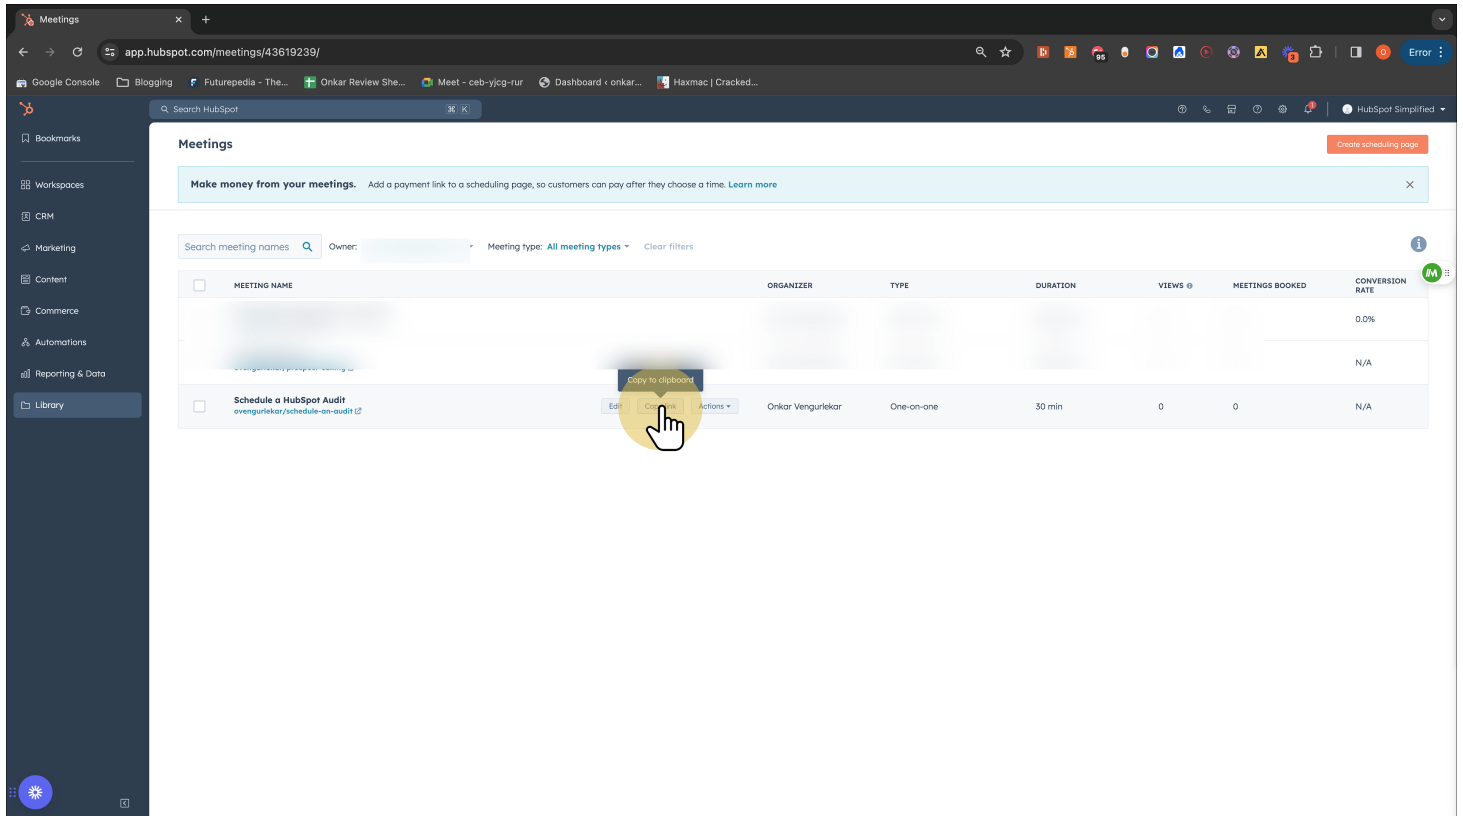 Meetings
app.hubspot.com/meetings/43619239/
95
3
O
Error
Google Console
Blogging
Futurepedia - The...
Onkar Review She...
Meet - ceb-yjcg-rur
Dashboard ‹ onkar...
Haxmac | Cracked...
Search HubSpot
⌘ K
HubSpot Simplified
Bookmarks
Workspaces
CRM
Marketing
Content
Commerce
Automations
Reporting & Data
Library
Meetings
Create scheduling page
Make money from your meetings. Add a payment link to a scheduling page, so customers can pay after they choose a time. Learn more
Search meeting names
Owner:
Meeting type: All meeting types
Clear filters
MEETING NAME ORGANIZER TYPE DURATION VIEWS MEETINGS BOOKED CONVERSION
RATE
0.0%
N/A
Copy to clipboard
Schedule a HubSpot Audit
ovengurlekar/schedule-an-audit
Edit
Actions
Onkar Vengurlekar One-on-one 30 min 0 0 N/A